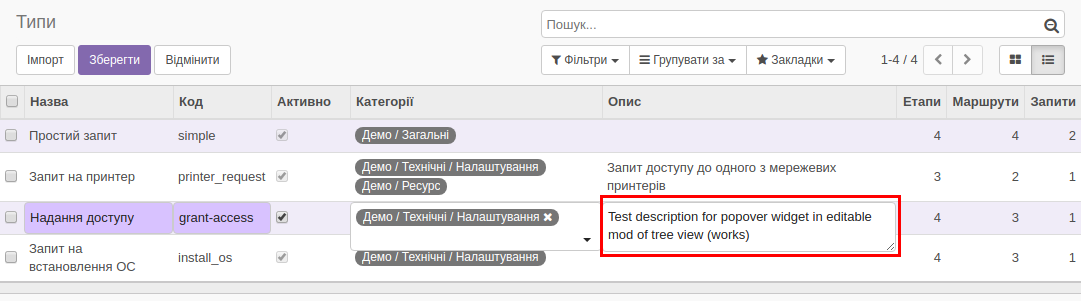 Типи
Пошук...
Імпорт Зберегти Відмінити
Фільтри Групувати за Закладки 1-4 / 4
Назва Код Активно Категорії Опис Етапи Маршрути Запити
Простий запит simple Демо / Загальні 4 4 2
Запит на принтер printer_request Демо / Технічні / Налаштування
Демо / Ресурс
Запит доступу до одного з мережевих
принтерів
3 2 1
Надання доступу grant-access Демо / Технічні / Налаштування
Test description for popover widget in editable
mod of tree view (works)
4 3 1
Запит на
встановлення ОС
install_os Демо / Технічні / Налаштування 4 3 1